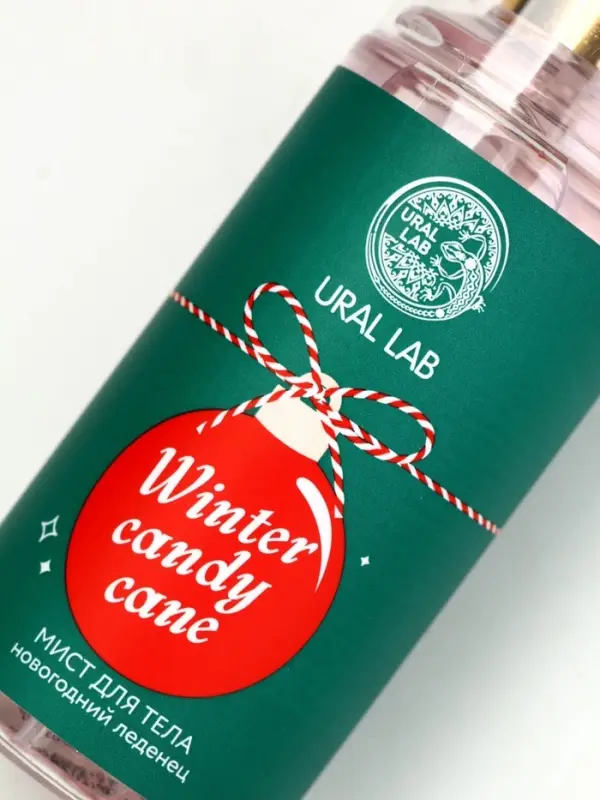 URAL
LAB
URAL LAB
Winter
candy
cane
МИСТ ДЛЯ ТЕЛА
новогодний леденец